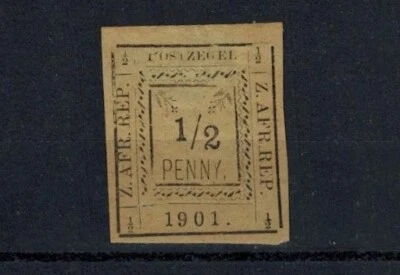 ½ POSTZEGEL ½
Z. AFR. REP.
1/2
PENNY.
Z. AFR. REP.
½ 1901. ½